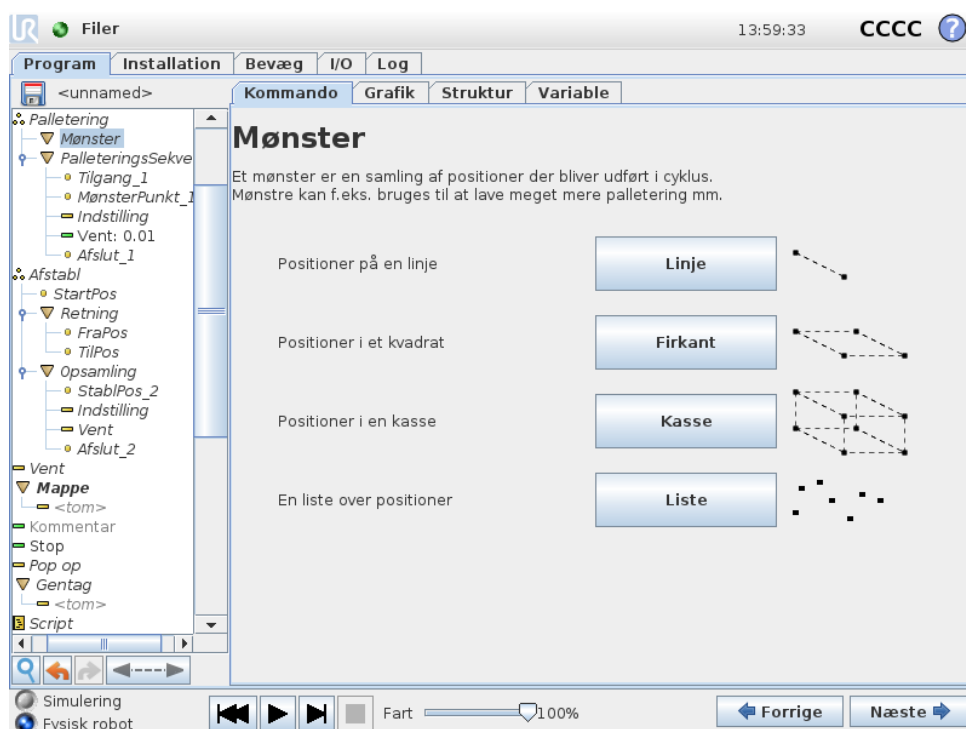 UR Filer 13:59:33 CCCC ?
Program Installation Bevæg I/O Log
<unnamed>
Kommando Grafik Struktur Variable
Palletering
Mønster
PalleteringsSekve
Tilgang_1
MønsterPunkt_1
Indstilling
Vent: 0.01
Afslut_1
Afstabl
StartPos
Retning
FraPos
TilPos
Opsamling
StablPos_2
Indstilling
Vent
Afslut_2
Vent
Mappe
<tom>
Kommentar
Stop
Pop op
Gentag
<tom>
Script
Mønster
Et mønster er en samling af positioner der bliver udført i cyklus.
Mønstre kan f.eks. bruges til at lave meget mere palletering mm.
Positioner på en linje Linje
Positioner i et kvadrat Firkant
Positioner i en kasse Kasse
En liste over positioner Liste
Simulering
Fysisk robot
Fart 100%
Forrige Næste